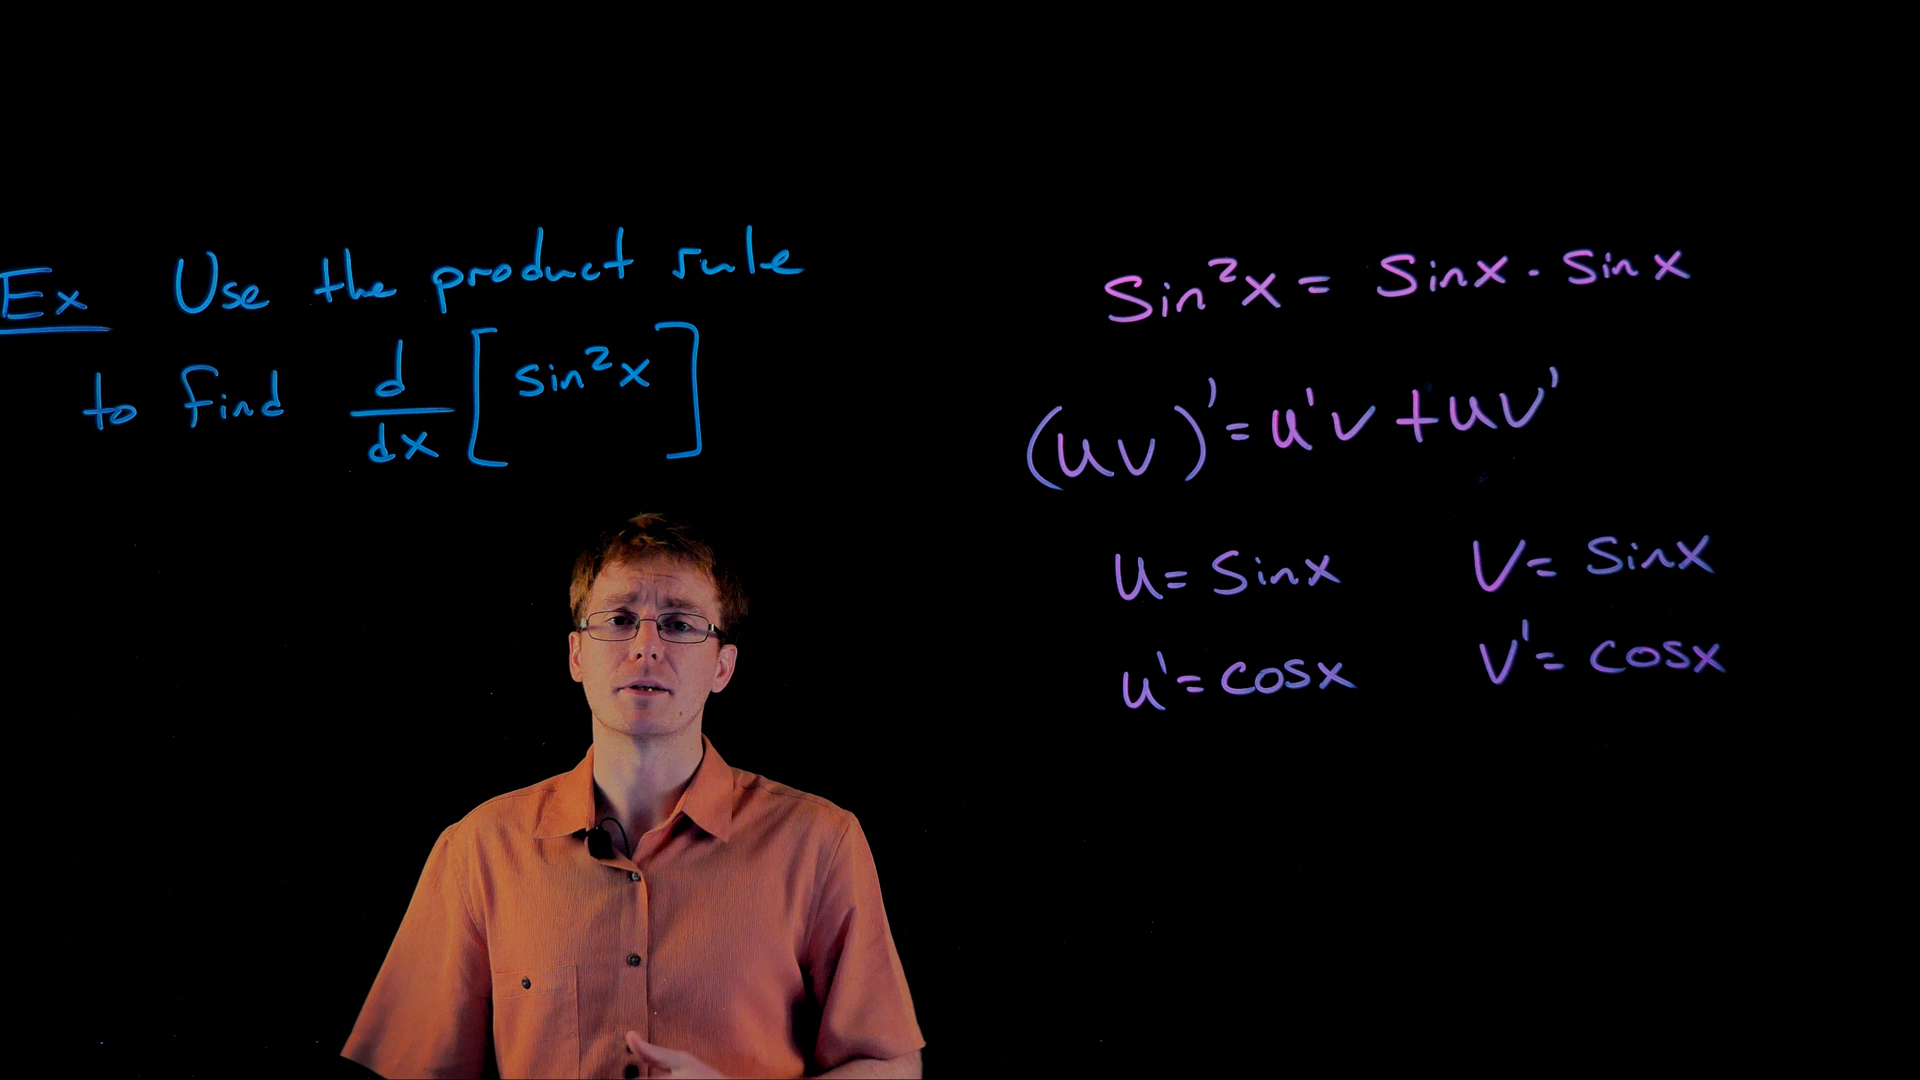 Ex Use the product rule
to find d/dx [sin²x]
sin²x = sinx · sinx
(uv)' = u'v + uv'
u = sinx v = sinx
u' = cosx v' = cosx